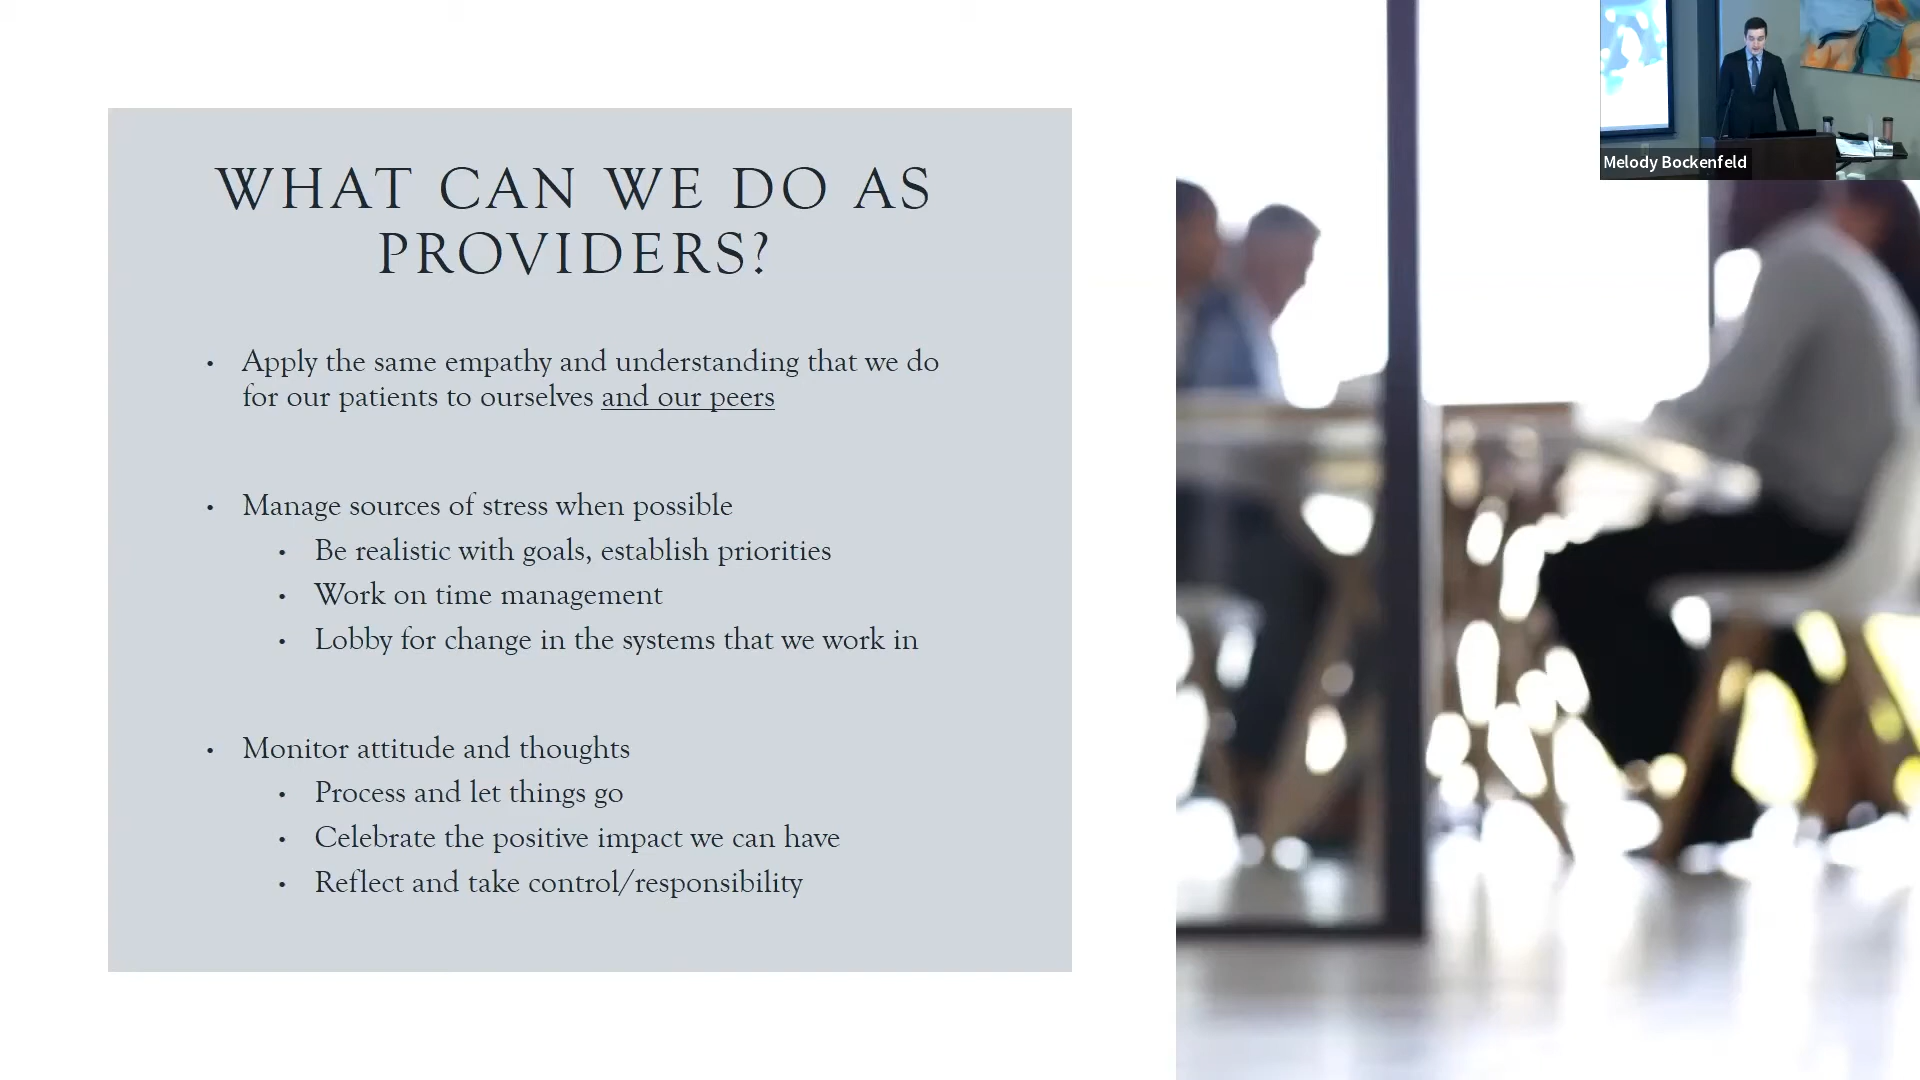 WHAT CAN WE DO AS
PROVIDERS?
• Apply the same empathy and understanding that we do
for our patients to ourselves and our peers
• Manage sources of stress when possible
• Be realistic with goals, establish priorities
• Work on time management
• Lobby for change in the systems that we work in
• Monitor attitude and thoughts
• Process and let things go
• Celebrate the positive impact we can have
• Reflect and take control/responsibility
Melody Bockenfeld